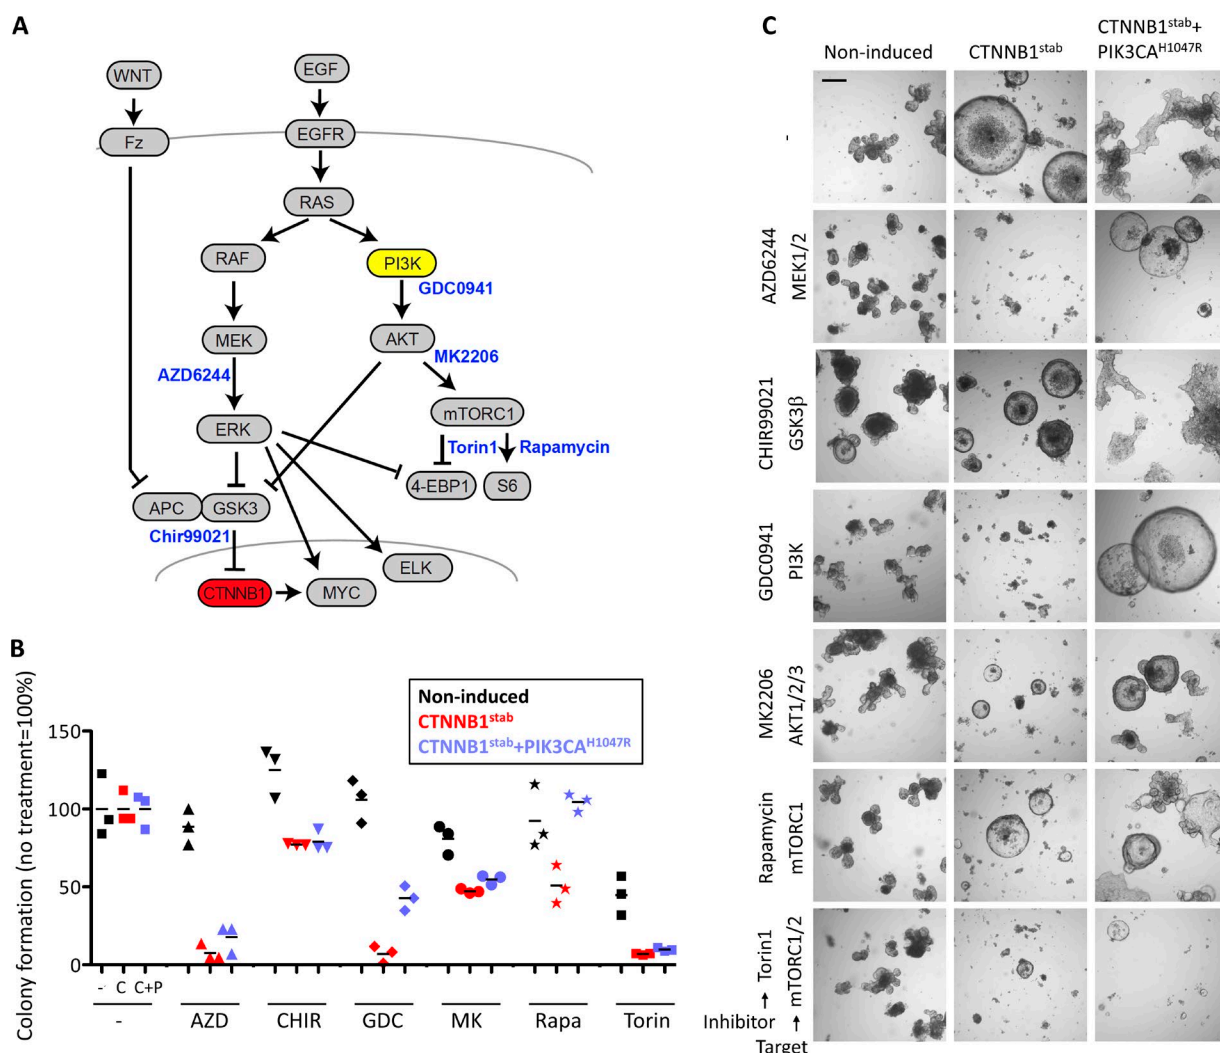 A
WNT
EGF
Fz
EGFR
RAS
RAF
PI3K
GDC0941
MEK
AKT
MK2206
AZD6244
mTORC1
ERK
Torin1
Rapamycin
4-EBP1
S6
APC
GSK3
Chir99021
ELK
CTNNB1
MYC
B
Non-induced
CTNNB1stab
CTNNB1stab+PIK3CAH1047R
Colony formation (no treatment=100%)
150
100
50
0
- C C+P
- AZD CHIR GDC MK Rapa Torin
C
Non-induced
CTNNB1stab
CTNNB1stab+
PIK3CAH1047R
-
AZD6244
MEK1/2
CHIR99021
GSK3β
GDC0941
PI3K
MK2206
AKT1/2/3
Rapamycin
mTORC1
Torin1
mTORC1/2
Inhibitor
Target